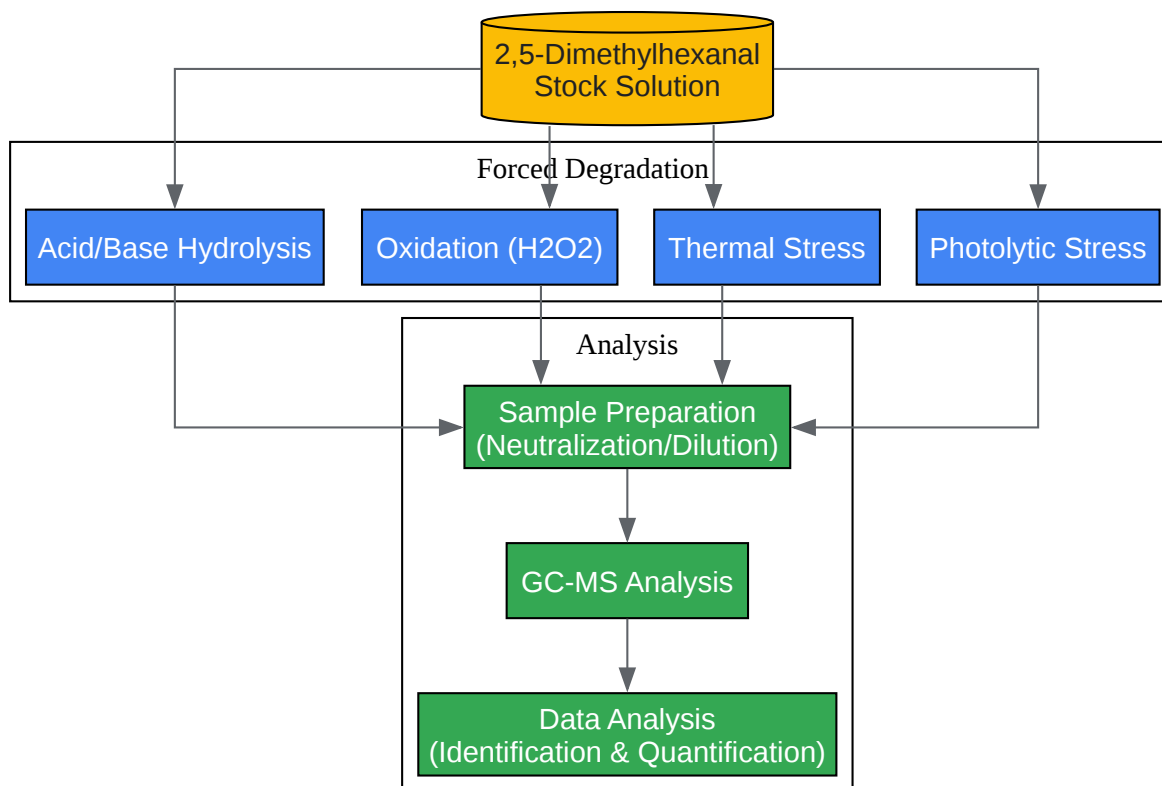 2,5-Dimethylhexanal
Stock Solution
Forced Degradation
Acid/Base Hydrolysis
Oxidation (H2O2)
Thermal Stress
Photolytic Stress
Analysis
Sample Preparation
(Neutralization/Dilution)
GC-MS Analysis
Data Analysis
(Identification & Quantification)